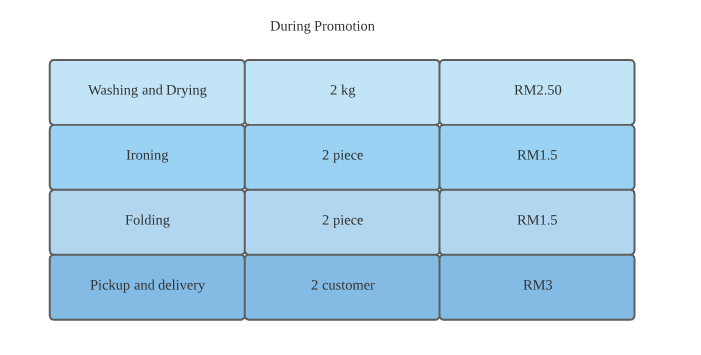 During Promotion
Washing and Drying 2 kg RM2.50
Ironing 2 piece RM1.5
Folding 2 piece RM1.5
Pickup and delivery 2 customer RM3